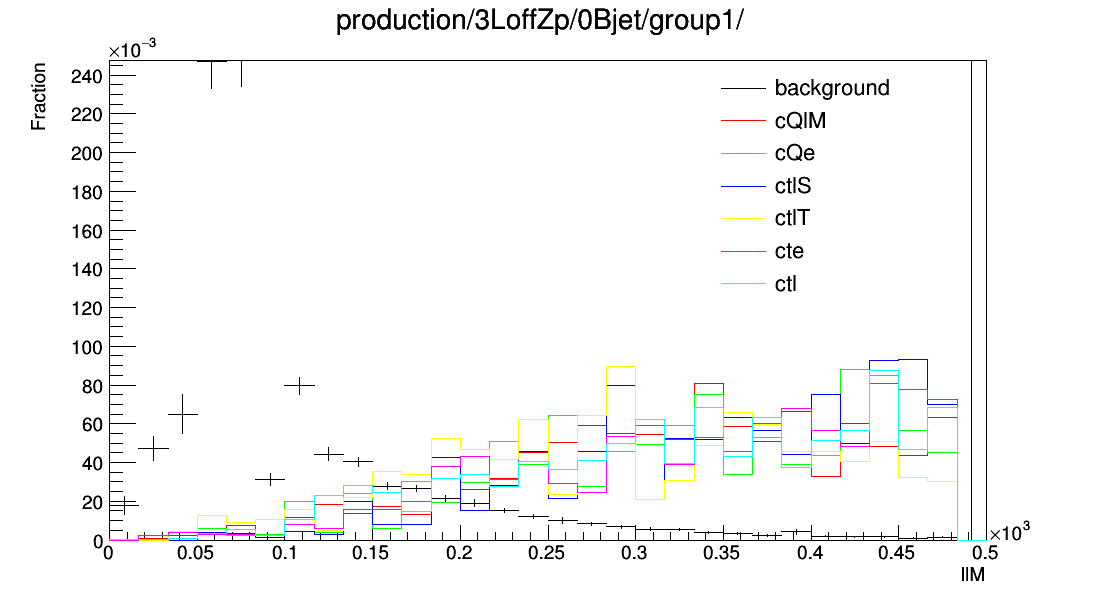 production/3LoffZp/0Bjet/group1/
×10⁻³
Fraction
240
220
200
180
160
140
120
100
80
60
40
20
0
background
cQlM
cQe
ctlS
ctlT
cte
ctl
0 0.05 0.1 0.15 0.2 0.25 0.3 0.35 0.4 0.45 0.5
×10³
llM